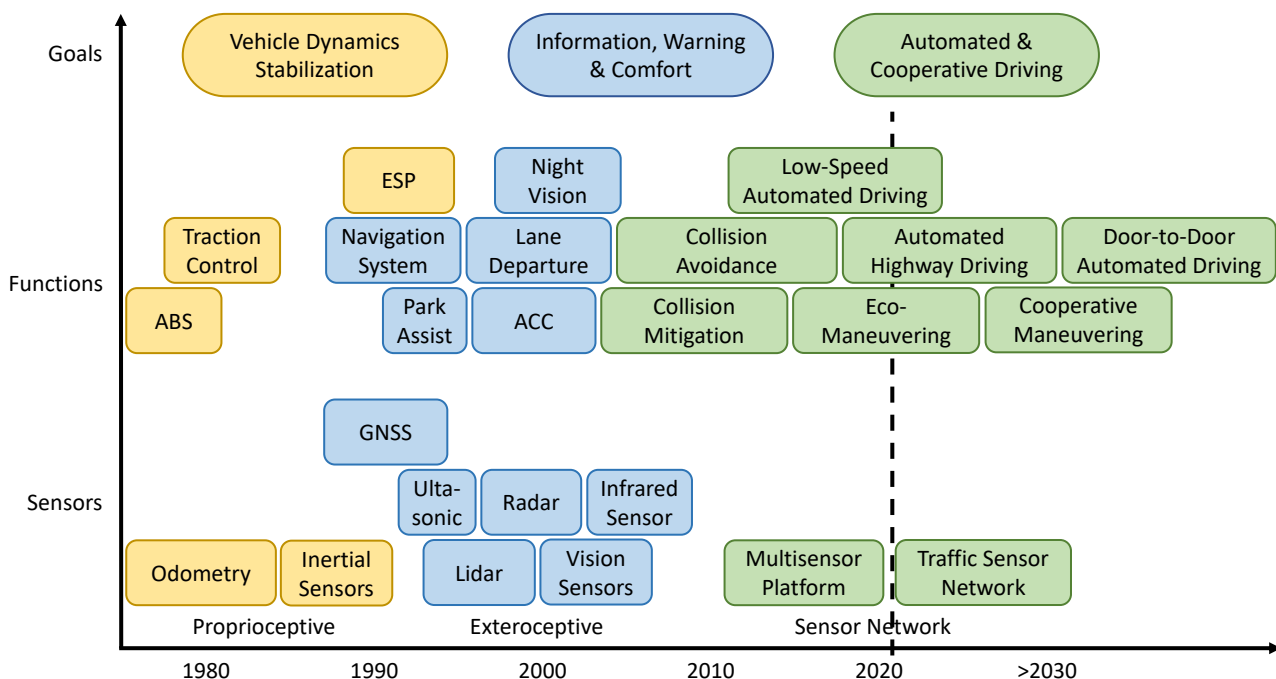 Goals
Vehicle Dynamics
Stabilization
Information, Warning
& Comfort
Automated &
Cooperative Driving
Functions
ESP
Night
Vision
Low-Speed
Automated Driving
Traction
Control
Navigation
System
Lane
Departure
Collision
Avoidance
Automated
Highway Driving
Door-to-Door
Automated Driving
ABS
Park
Assist
ACC
Collision
Mitigation
Eco-
Maneuvering
Cooperative
Maneuvering
Sensors
GNSS
Ulta-
sonic
Radar
Infrared
Sensor
Odometry
Inertial
Sensors
Lidar
Vision
Sensors
Multisensor
Platform
Traffic Sensor
Network
Proprioceptive
Exteroceptive
Sensor Network
1980
1990
2000
2010
2020
>2030